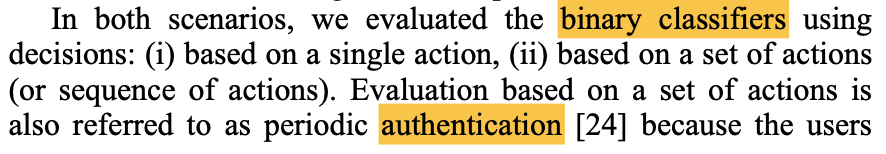 In both scenarios, we evaluated the binary classifiers using
decisions: (i) based on a single action, (ii) based on a set of actions
(or sequence of actions). Evaluation based on a set of actions is
also referred to as periodic authentication [24] because the users